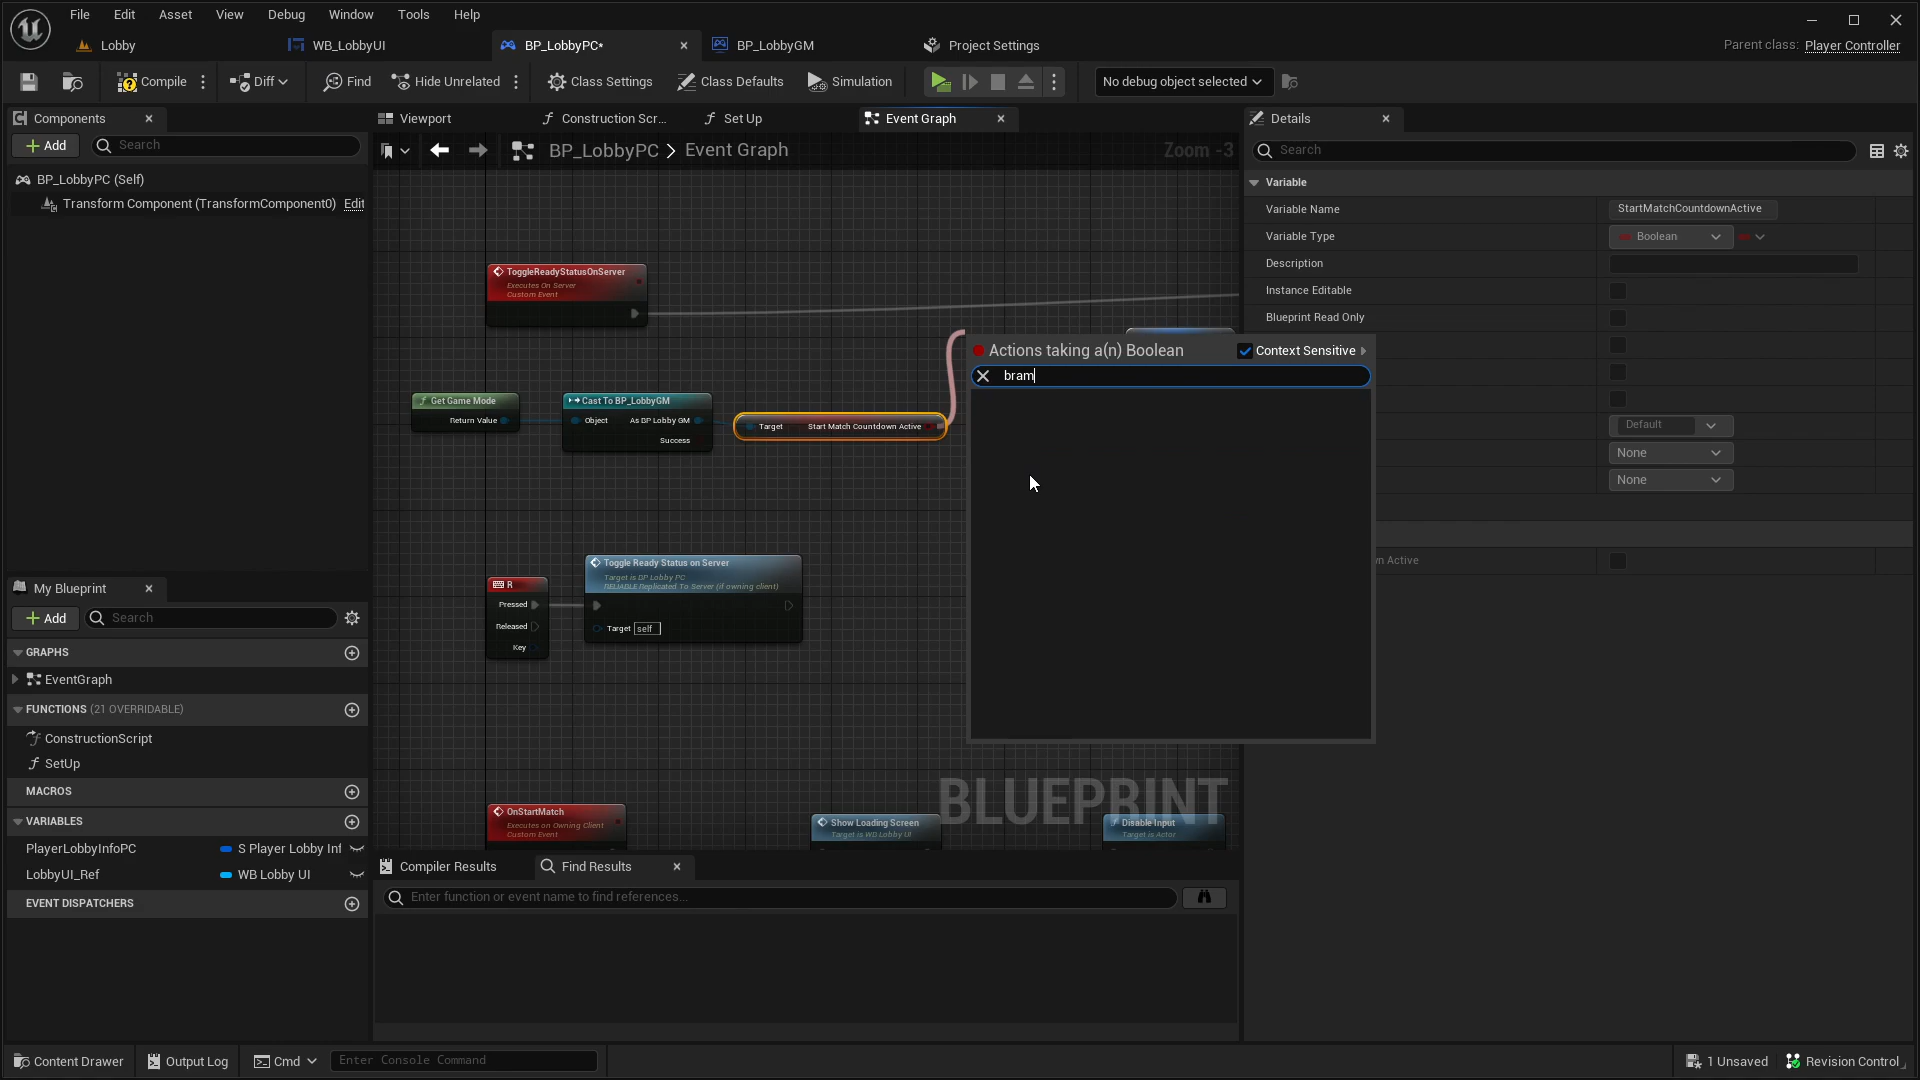 File Edit Asset View Debug Window Tools Help
Lobby WB_LobbyUI BP_LobbyPC* BP_LobbyGM Project Settings Parent class: Player Controller
Compile Diff Find Hide Unrelated Class Settings Class Defaults Simulation No debug object selected
Components Viewport Construction Scr... Set Up Event Graph Details
Add Search BP_LobbyPC > Event Graph Zoom -3 Search
BP_LobbyPC (Self)
Transform Component (TransformComponent0) Edit
Variable
Variable Name StartMatchCountdownActive
Variable Type Boolean
Description
Instance Editable
Blueprint Read Only
Default
None
None
n Active
ToggleReadyStatusOnServer
Executes On Server
Custom Event
Actions taking a(n) Boolean Context Sensitive
bram
Get Game Mode
Return Value
Cast To BP_LobbyGM
Object As BP Lobby GM
Success
Target Start Match Countdown Active
R
Pressed
Released
Key
Toggle Ready Status on Server
Target is BP Lobby PC
RELIABLE Replicated To Server (if owning client)
Target self
OnStartMatch
Executes on Owning Client
Custom Event
Show Loading Screen
Target is WB Lobby UI
Disable Input
Target is Actor
BLUEPRINT
My Blueprint
Add Search
GRAPHS
EventGraph
FUNCTIONS (21 OVERRIDABLE)
ConstructionScript
SetUp
MACROS
VARIABLES
PlayerLobbyInfoPC S Player Lobby Inf
LobbyUI_Ref WB Lobby UI
EVENT DISPATCHERS
Compiler Results Find Results
Enter function or event name to find references...
Content Drawer Output Log Cmd Enter Console Command 1 Unsaved Revision Control